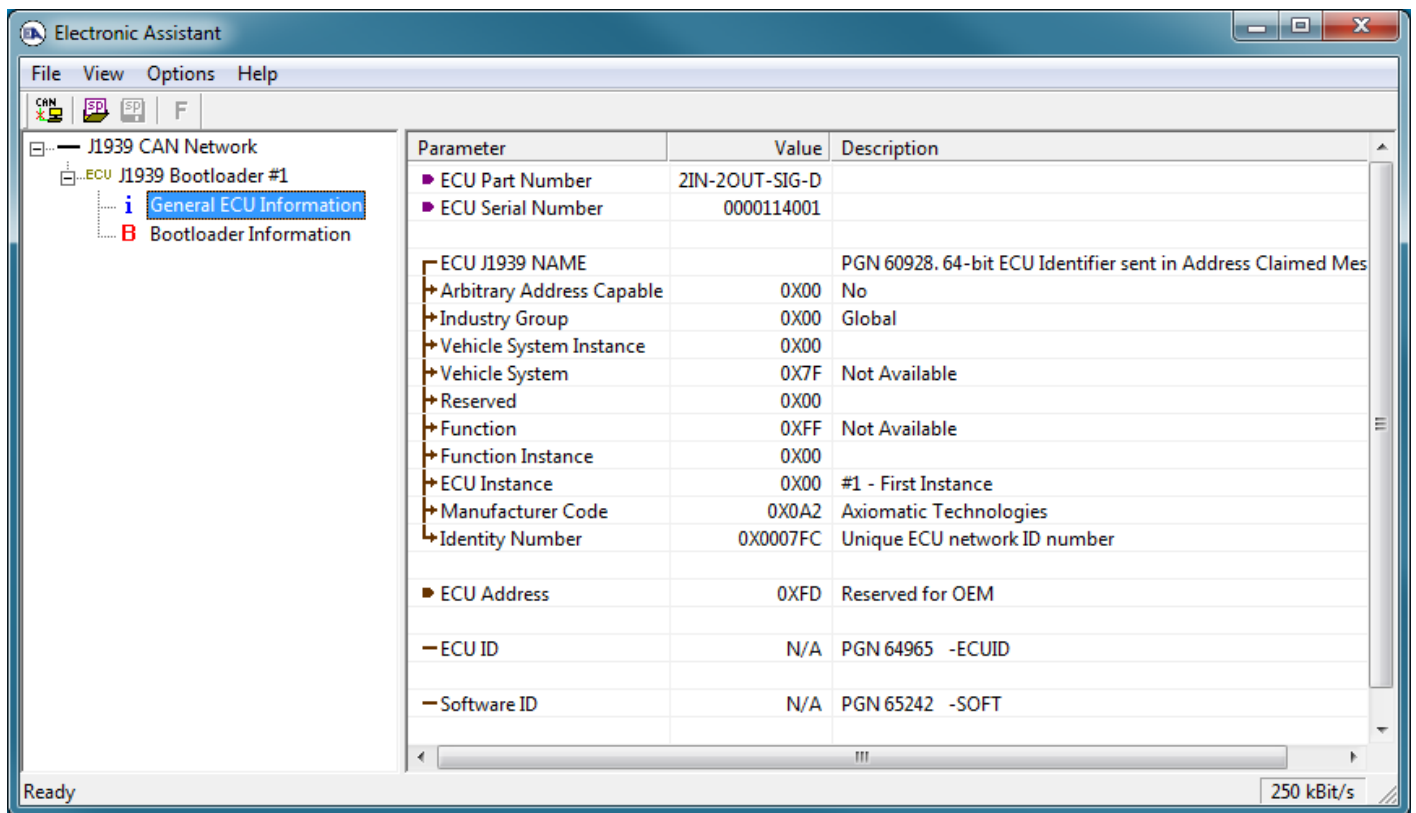 Electronic Assistant
File View Options Help
CAN SP SP F
J1939 CAN Network
ECU J1939 Bootloader #1
i General ECU Information
B Bootloader Information
Parameter Value Description
ECU Part Number 2IN-2OUT-SIG-D
ECU Serial Number 0000114001
ECU J1939 NAME PGN 60928. 64-bit ECU Identifier sent in Address Claimed Mes
Arbitrary Address Capable 0X00 No
Industry Group 0X00 Global
Vehicle System Instance 0X00
Vehicle System 0X7F Not Available
Reserved 0X00
Function 0XFF Not Available
Function Instance 0X00
ECU Instance 0X00 #1 - First Instance
Manufacturer Code 0X0A2 Axiomatic Technologies
Identity Number 0X0007FC Unique ECU network ID number
ECU Address 0XFD Reserved for OEM
ECU ID N/A PGN 64965 -ECUID
Software ID N/A PGN 65242 -SOFT
Ready 250 kBit/s